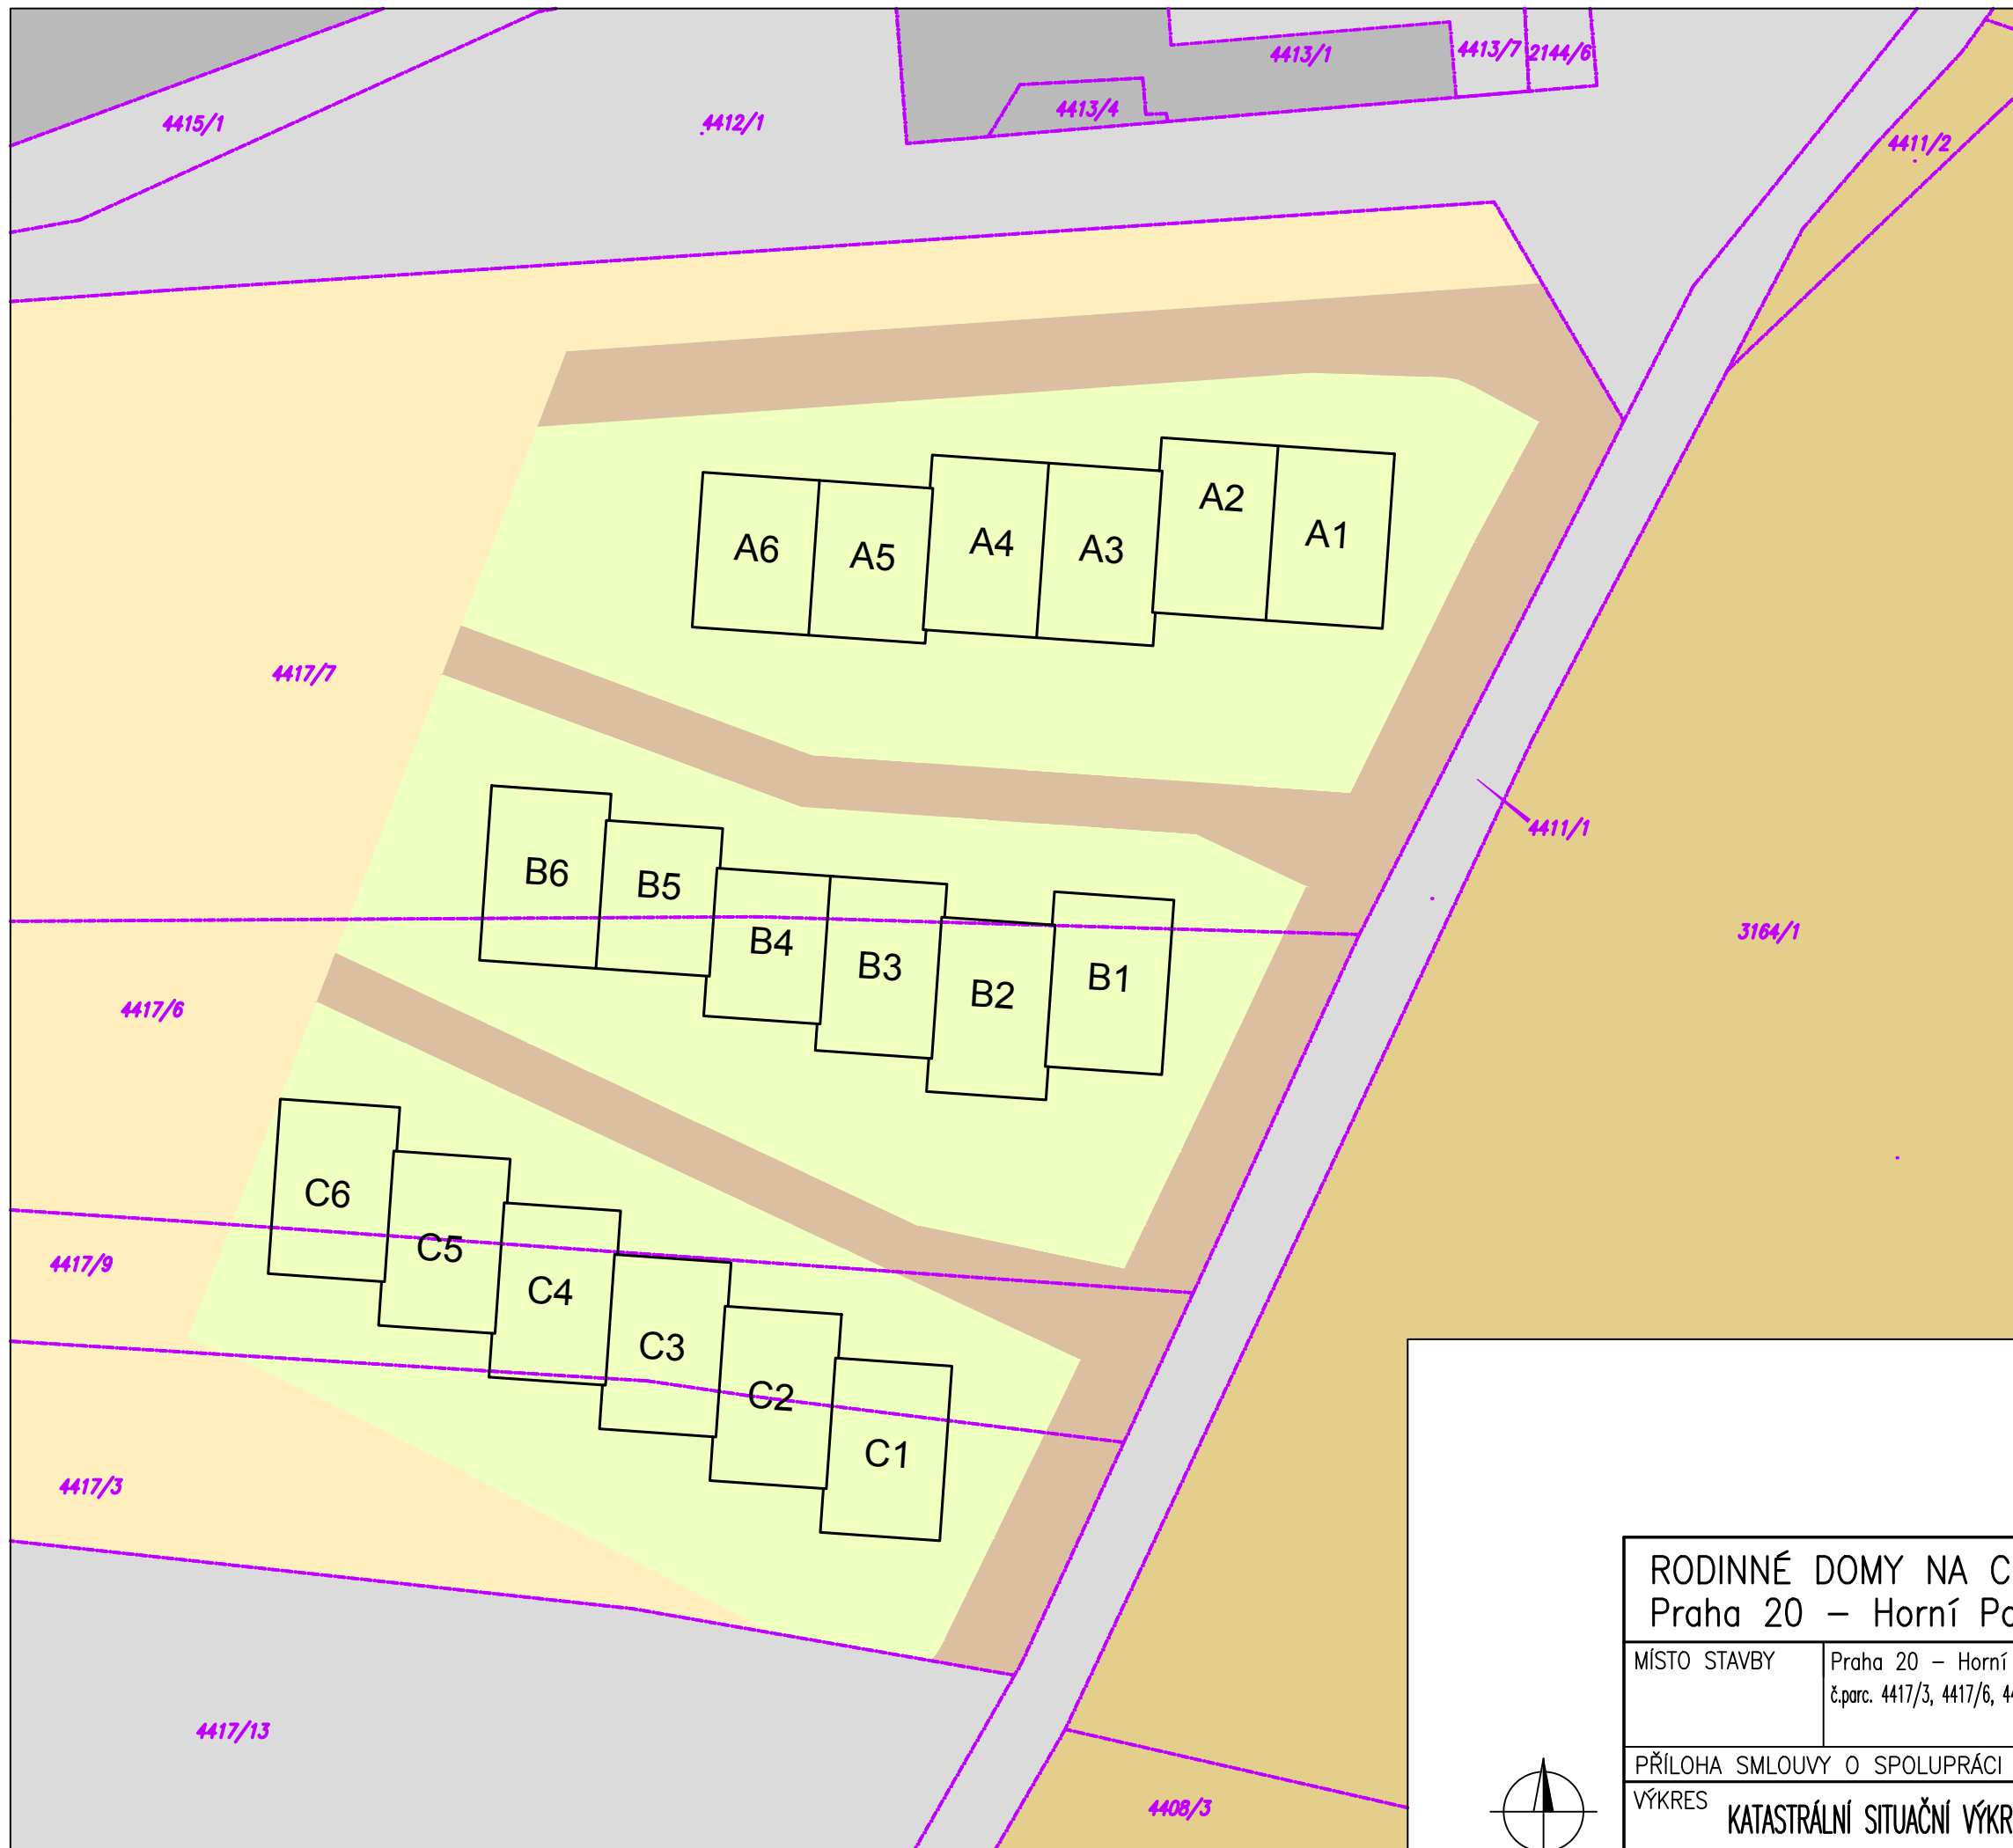 4413/1
4413/7
2144/6
4415/1
4412/1
4413/4
4411/2
A2
A1
A4
A3
A6
A5
4417/7
4411/1
B6
B5
B4
B3
B2
B1
3164/1
4417/6
C6
C5
C4
C3
C2
C1
4417/9
4417/3
4417/13
4408/3
RODINNÉ DOMY NA
Praha 20 – Horní
MÍSTO STAVBY
Praha 20 – Horní
č.parc. 4417/3, 4417/6,
PŘÍLOHA SMLOUVY O SPOLUPRÁCI
VÝKRES
KATASTRÁLNÍ SITUAČNÍ